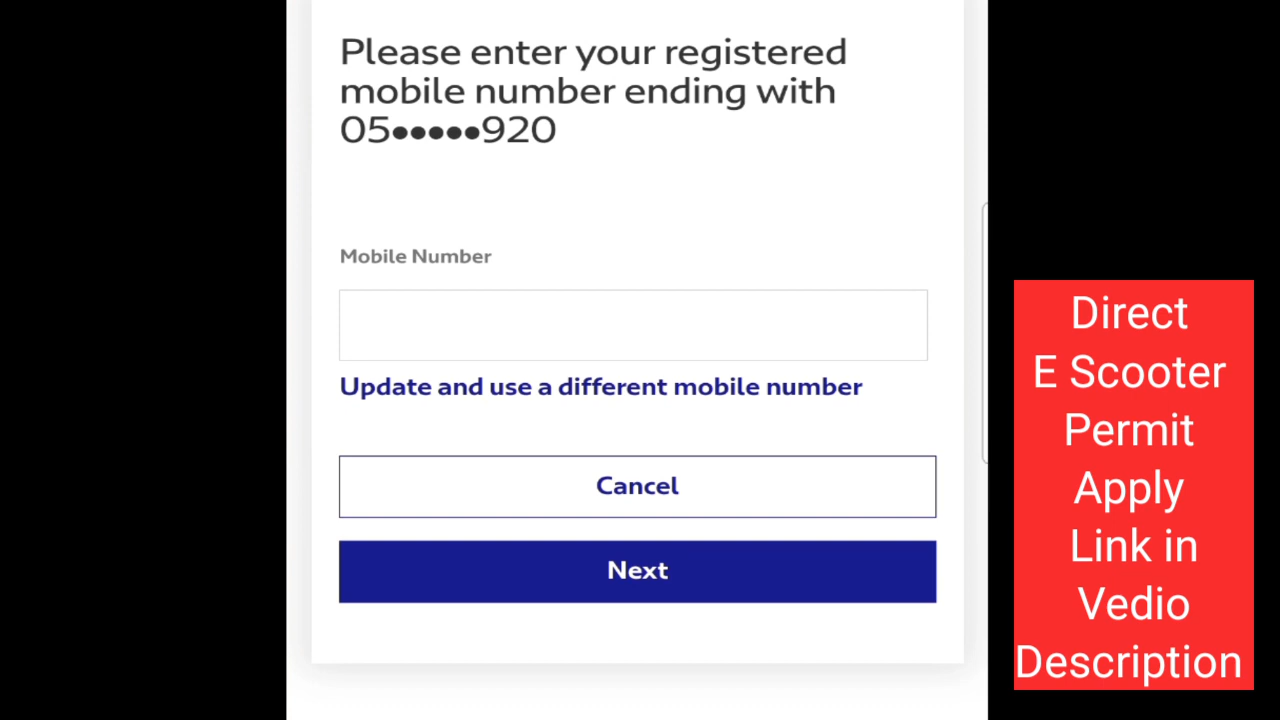 Please enter your registered
mobile number ending with
05•••••920
Mobile Number
Update and use a different mobile number
Cancel
Next
Direct
E Scooter
Permit
Apply
Link in
Vedio
Description